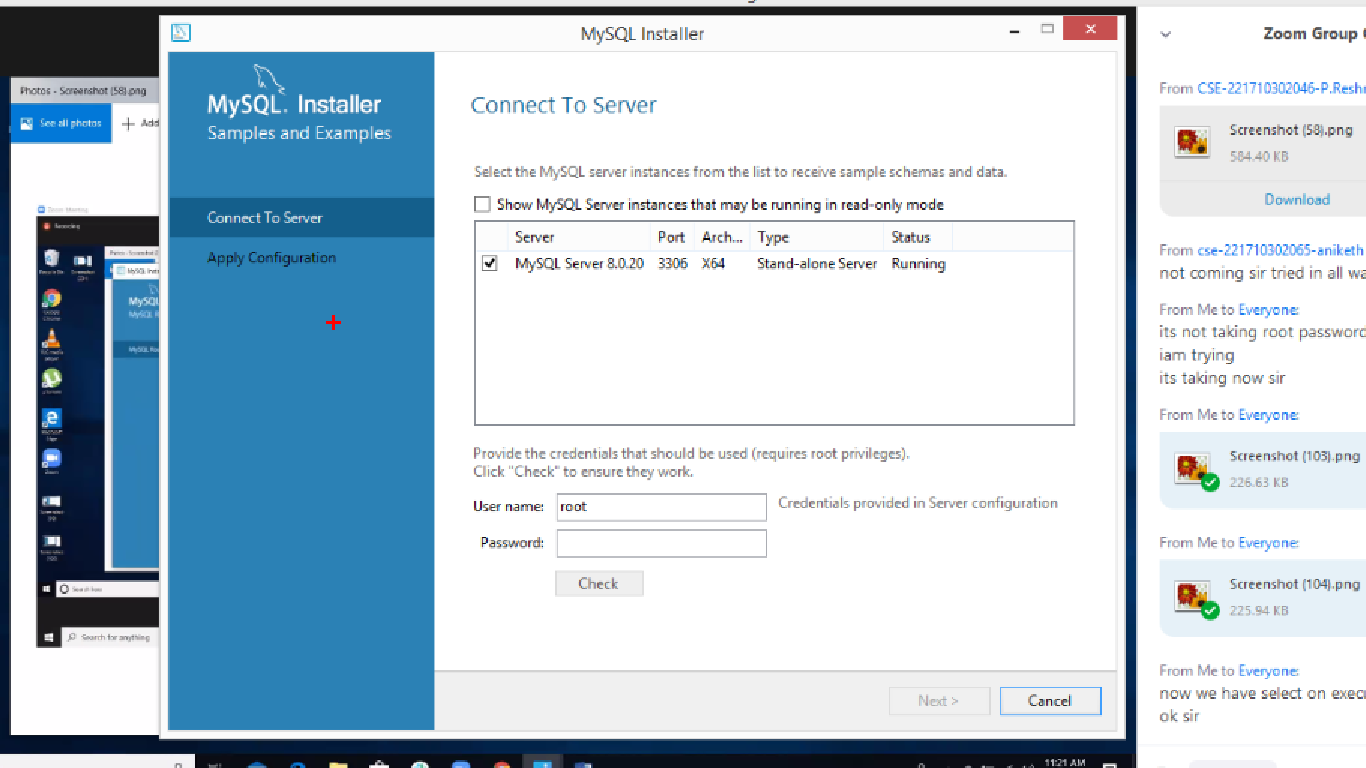 MySQL Installer
Photos - Screenshot (58).png
See all photos
Add
MySQL. Installer
Samples and Examples
Connect To Server
Apply Configuration
Connect To Server
Select the MySQL server instances from the list to receive sample schemas and data.
Show MySQL Server instances that may be running in read-only mode
Server Port Arch... Type Status
MySQL Server 8.0.20 3306 X64 Stand-alone Server Running
Provide the credentials that should be used (requires root privileges).
Click "Check" to ensure they work.
User name: root Credentials provided in Server configuration
Password:
Check
Next > Cancel
Search for anything
11:21 AM
Zoom Group
From CSE-221710302046-P.Resh
Screenshot (58).png
584.40 KB
Download
From cse-221710302065-aniketh
not coming sir tried in all
From Me to Everyone:
its not taking root password
iam trying
its taking now sir
From Me to Everyone:
Screenshot (103).png
226.63 KB
From Me to Everyone:
Screenshot (104).png
225.94 KB
From Me to Everyone:
now we have select on
ok sir